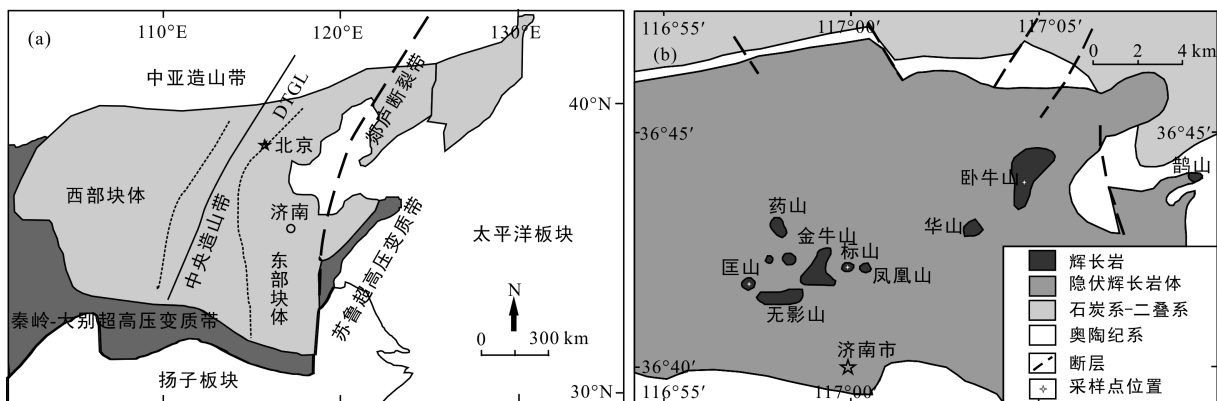 (a)
110°E
120°E
130°E
中亚造山带
DTGL
郯庐断裂带
40°N
北京
西部块体
中央造山带
济南
东部块体
苏鲁超高压变质带
太平洋板块
N
0 300 km
秦岭-大别超高压变质带
扬子板块
30°N
(b)
116°55′
117°00′
117°05′
0 2 4 km
36°45′
36°45′
鹊山
卧牛山
药山
华山
金牛山
标山
匡山
凤凰山
无影山
济南市
36°40′
116°55′
117°00′
辉长岩
隐伏辉长岩体
石炭系-二叠系
奥陶纪系
断层
采样点位置